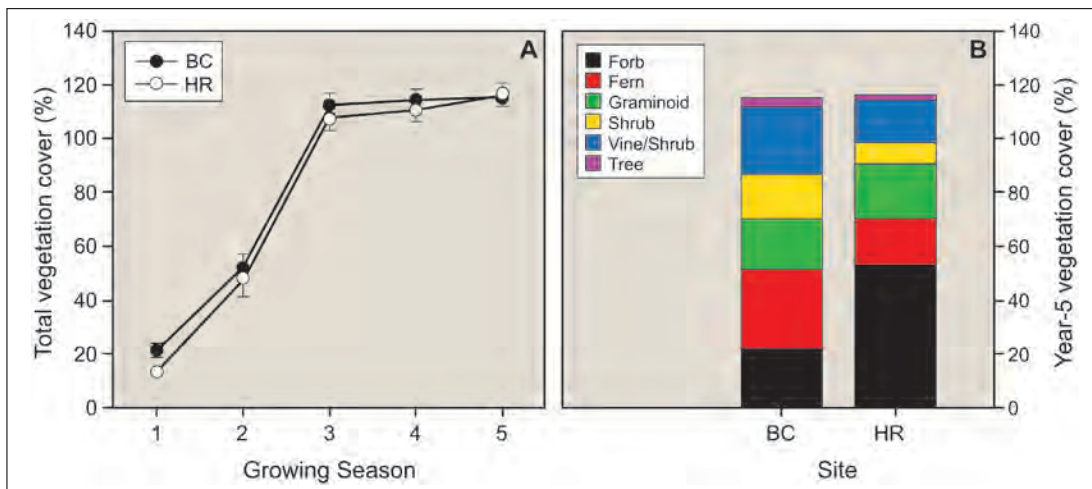 140
120
100
80
60
40
20
0
Total vegetation cover (%)
BC
HR
A
1 2 3 4 5
Growing Season
B
Forb
Fern
Graminoid
Shrub
Vine/Shrub
Tree
BC HR
Site
140
120
100
80
60
40
20
0
Year-5 vegetation cover (%)